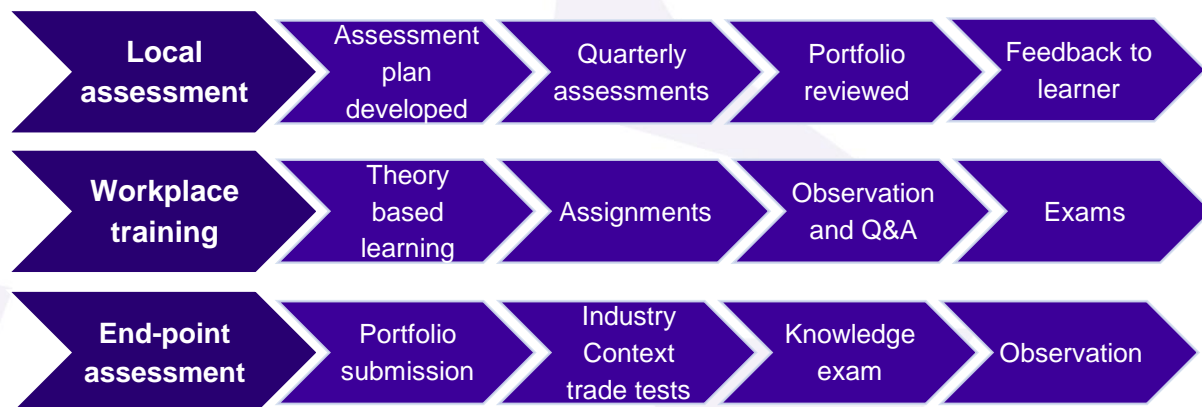 Local
assessment
Assessment
plan
developed
Quarterly
assessments
Portfolio
reviewed
Feedback to
learner
Workplace
training
Theory
based
learning
Assignments
Observation
and Q&A
Exams
End-point
assessment
Portfolio
submission
Industry
Context
trade tests
Knowledge
exam
Observation